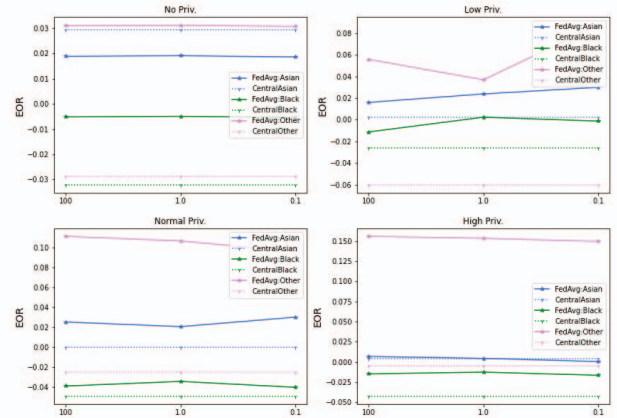 No Priv.
EOR
0.03
0.02
0.01
0.00
−0.01
−0.02
−0.03
FedAvg:Asian
CentralAsian
FedAvg:Black
CentralBlack
FedAvg:Other
CentralOther
100
1.0
0.1
Low Priv.
EOR
0.08
0.06
0.04
0.02
0.00
−0.02
−0.04
−0.06
FedAvg:Asian
CentralAsian
FedAvg:Black
CentralBlack
FedAvg:Other
CentralOther
100
1.0
0.1
Normal Priv.
EOR
0.10
0.08
0.06
0.04
0.02
0.00
−0.02
−0.04
FedAvg:Asian
CentralAsian
FedAvg:Black
CentralBlack
FedAvg:Other
CentralOther
100
1.0
0.1
High Priv.
EOR
0.150
0.125
0.100
0.075
0.050
0.025
0.000
−0.025
−0.050
FedAvg:Asian
CentralAsian
FedAvg:Black
CentralBlack
FedAvg:Other
CentralOther
100
1.0
0.1